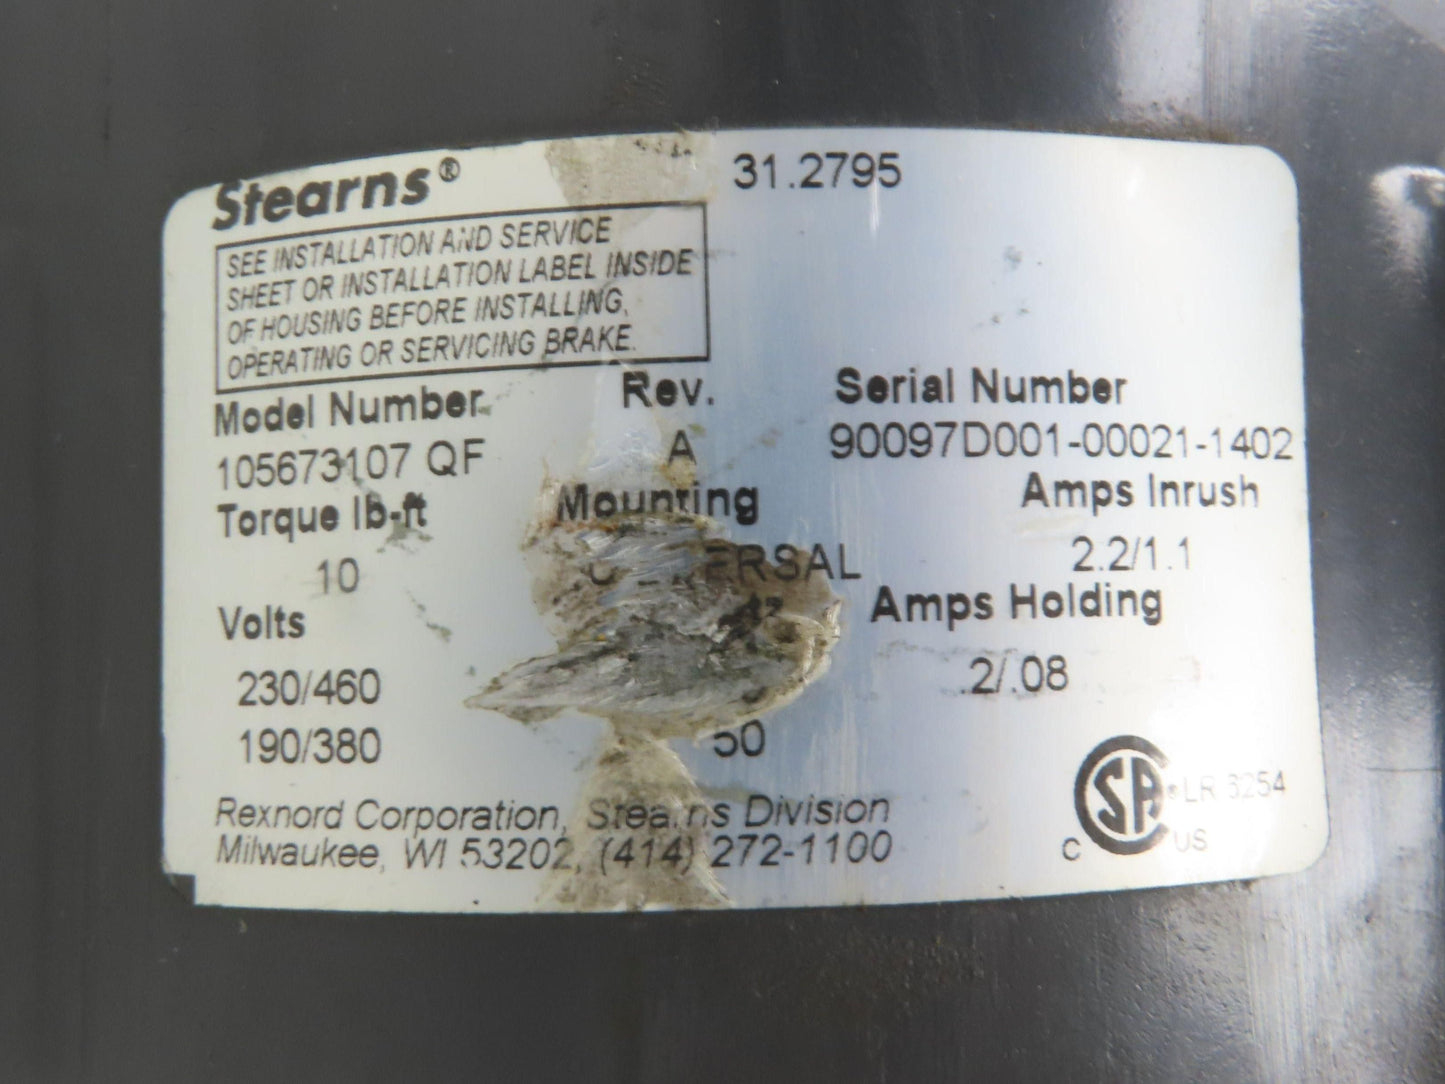 Stearns® 31.2795
SEE INSTALLATION AND SERVICE
SHEET OR INSTALLATION LABEL INSIDE
OF HOUSING BEFORE INSTALLING,
OPERATING OR SERVICING BRAKE.
Model Number Rev. Serial Number
105673107 QF A 90097D001-00021-1402
Torque lb-ft Mounting Amps Inrush
10 2.2/1.1
Volts Amps Holding
230/460 .2/.08
190/380 50
Rexnord Corporation, Stearns Division
Milwaukee, WI 53202, (414) 272-1100
LR 6254
C US